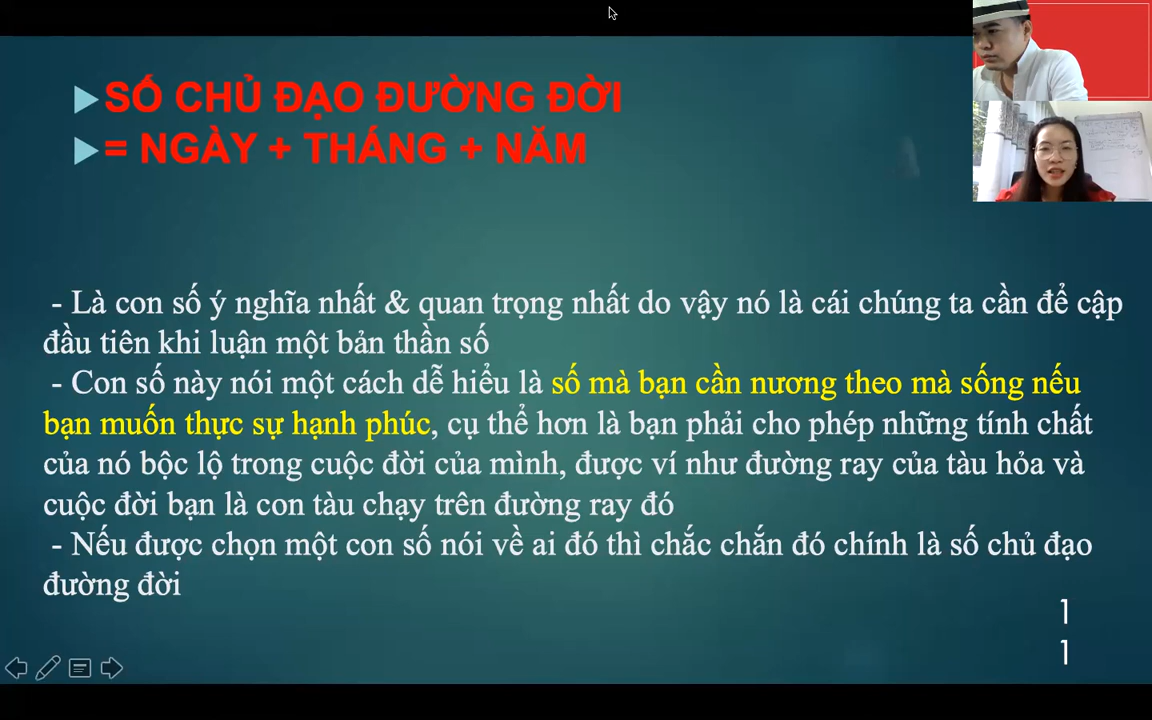 SỐ CHỦ ĐẠO ĐƯỜNG ĐỜI
= NGÀY + THÁNG + NĂM
- Là con số ý nghĩa nhất & quan trọng nhất do vậy nó là cái chúng ta cần để cập
đầu tiên khi luận một bản thần số
- Con số này nói một cách dễ hiểu là số mà bạn cần nương theo mà sống nếu
bạn muốn thực sự hạnh phúc, cụ thể hơn là bạn phải cho phép những tính chất
của nó bộc lộ trong cuộc đời của mình, được ví như đường ray của tàu hỏa và
cuộc đời bạn là con tàu chạy trên đường ray đó
- Nếu được chọn một con số nói về ai đó thì chắc chắn đó chính là số chủ đạo
đường đời
1
1